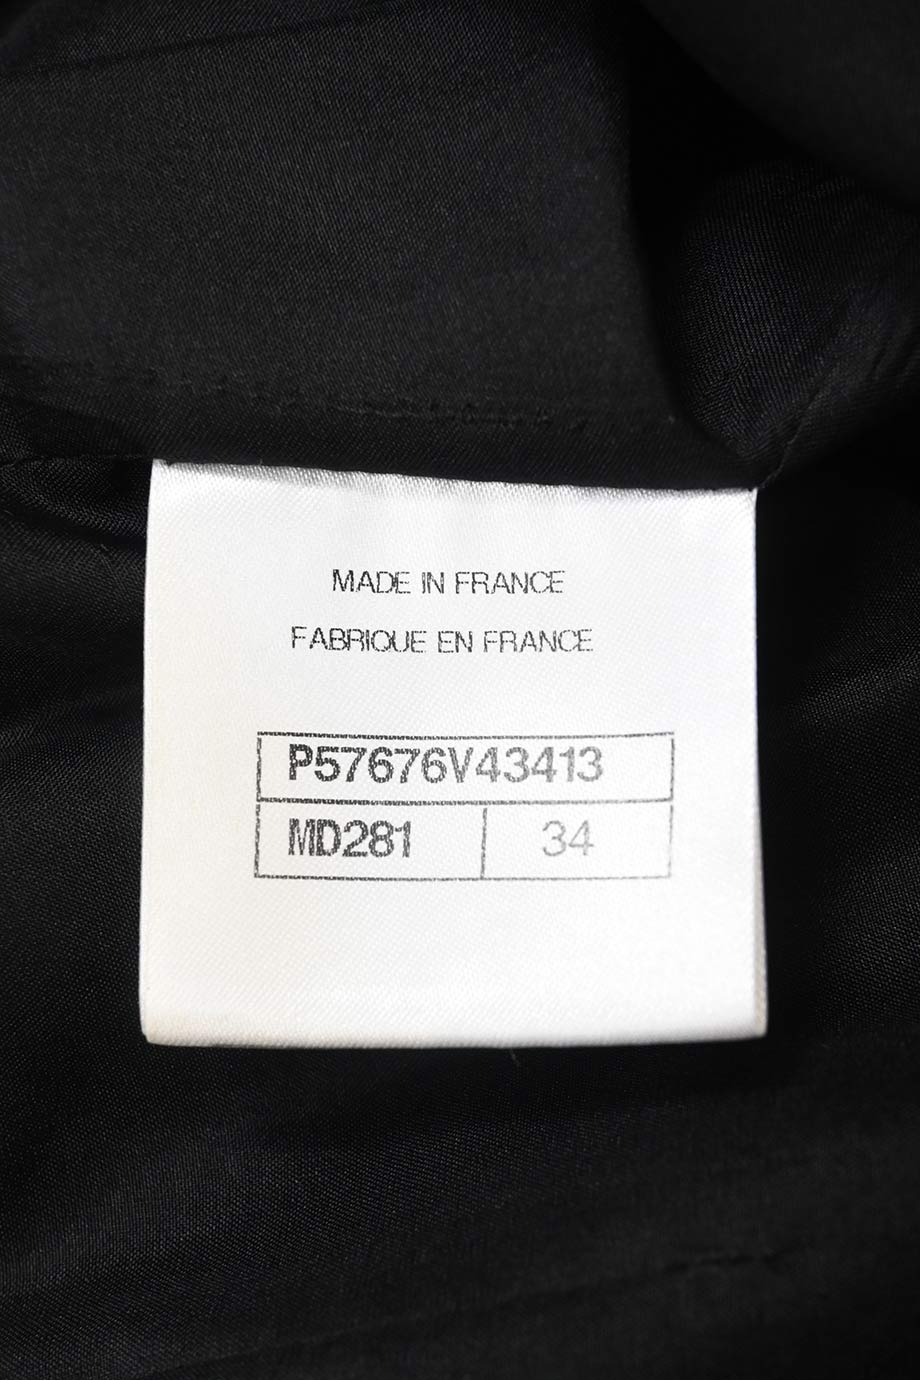 MADE IN FRANCE
FABRIQUE EN FRANCE
P57676V43413
MD281 34